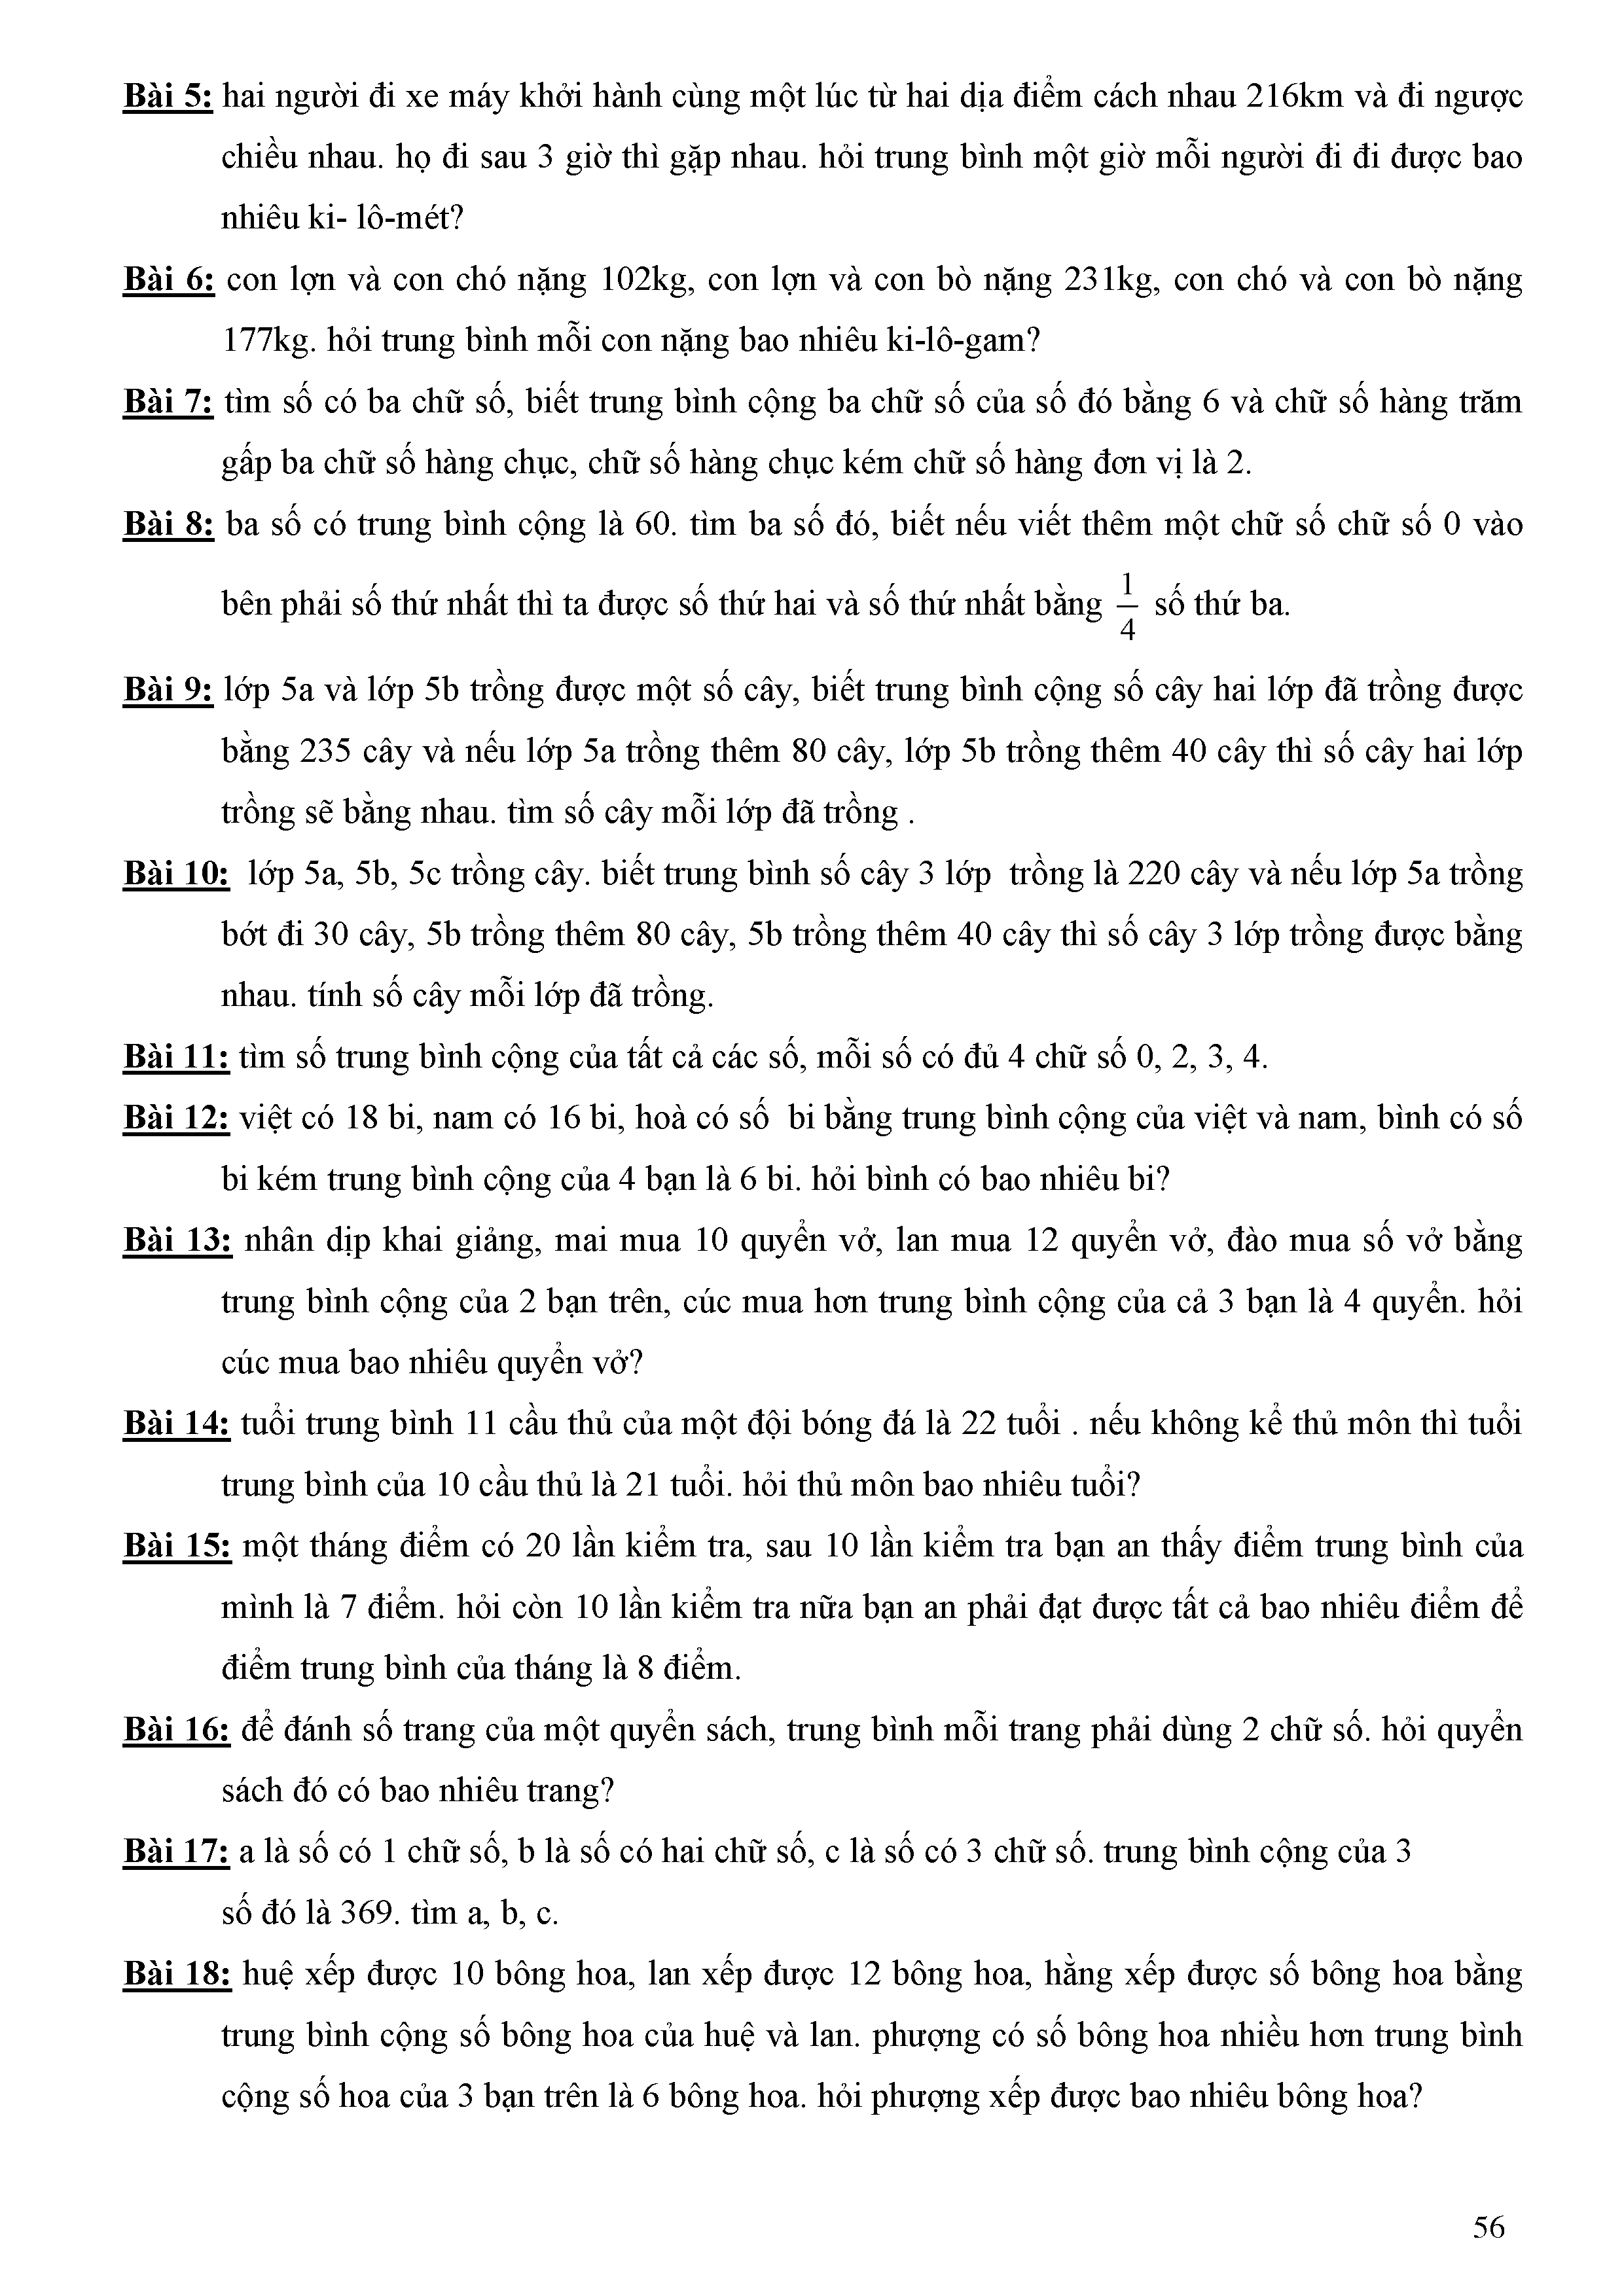 Bài 5: hai người đi xe máy khởi hành cùng một lúc từ hai dịa điểm cách nhau 216km và đi ngược
chiều nhau. họ đi sau 3 giờ thì gặp nhau. hỏi trung bình một giờ mỗi người đi đi được bao
nhiêu ki- lô-mét?
Bài 6: con lợn và con chó nặng 102kg, con lợn và con bò nặng 231kg, con chó và con bò nặng
177kg. hỏi trung bình mỗi con nặng bao nhiêu ki-lô-gam?
Bài 7: tìm số có ba chữ số, biết trung bình cộng ba chữ số của số đó bằng 6 và chữ số hàng trăm
gấp ba chữ số hàng chục, chữ số hàng chục kém chữ số hàng đơn vị là 2.
Bài 8: ba số có trung bình cộng là 60. tìm ba số đó, biết nếu viết thêm một chữ số chữ số 0 vào
bên phải số thứ nhất thì ta được số thứ hai và số thứ nhất bằng 1/4 số thứ ba.
Bài 9: lớp 5a và lớp 5b trồng được một số cây, biết trung bình cộng số cây hai lớp đã trồng được
bằng 235 cây và nếu lớp 5a trồng thêm 80 cây, lớp 5b trồng thêm 40 cây thì số cây hai lớp
trồng sẽ bằng nhau. tìm số cây mỗi lớp đã trồng .
Bài 10: lớp 5a, 5b, 5c trồng cây. biết trung bình số cây 3 lớp trồng là 220 cây và nếu lớp 5a trồng
bớt đi 30 cây, 5b trồng thêm 80 cây, 5b trồng thêm 40 cây thì số cây 3 lớp trồng được bằng
nhau. tính số cây mỗi lớp đã trồng.
Bài 11: tìm số trung bình cộng của tất cả các số, mỗi số có đủ 4 chữ số 0, 2, 3, 4.
Bài 12: việt có 18 bi, nam có 16 bi, hoà có số bi bằng trung bình cộng của việt và nam, bình có số
bi kém trung bình cộng của 4 bạn là 6 bi. hỏi bình có bao nhiêu bi?
Bài 13: nhân dịp khai giảng, mai mua 10 quyển vở, lan mua 12 quyển vở, đào mua số vở bằng
trung bình cộng của 2 bạn trên, cúc mua hơn trung bình cộng của cả 3 bạn là 4 quyển. hỏi
cúc mua bao nhiêu quyển vở?
Bài 14: tuổi trung bình 11 cầu thủ của một đội bóng đá là 22 tuổi . nếu không kể thủ môn thì tuổi
trung bình của 10 cầu thủ là 21 tuổi. hỏi thủ môn bao nhiêu tuổi?
Bài 15: một tháng điểm có 20 lần kiểm tra, sau 10 lần kiểm tra bạn an thấy điểm trung bình của
mình là 7 điểm. hỏi còn 10 lần kiểm tra nữa bạn an phải đạt được tất cả bao nhiêu điểm để
điểm trung bình của tháng là 8 điểm.
Bài 16: để đánh số trang của một quyển sách, trung bình mỗi trang phải dùng 2 chữ số. hỏi quyển
sách đó có bao nhiêu trang?
Bài 17: a là số có 1 chữ số, b là số có hai chữ số, c là số có 3 chữ số. trung bình cộng của 3
số đó là 369. tìm a, b, c.
Bài 18: huệ xếp được 10 bông hoa, lan xếp được 12 bông hoa, hằng xếp được số bông hoa bằng
trung bình cộng số bông hoa của huệ và lan. phượng có số bông hoa nhiều hơn trung bình
cộng số hoa của 3 bạn trên là 6 bông hoa. hỏi phượng xếp được bao nhiêu bông hoa?
56